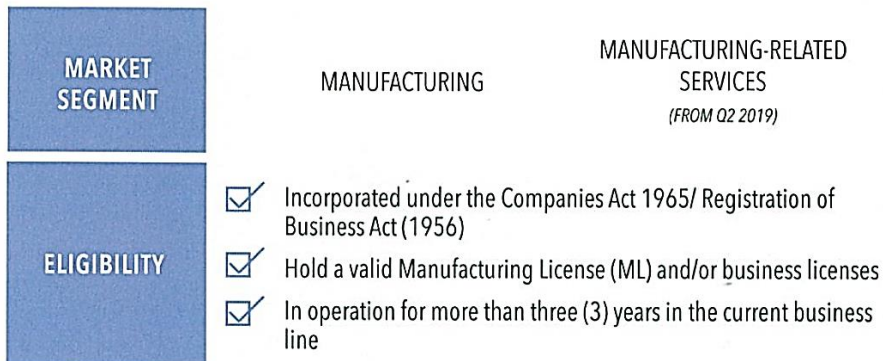 MARKET
SEGMENT
MANUFACTURING
MANUFACTURING-RELATED
SERVICES
(FROM Q2 2019)
ELIGIBILITY
Incorporated under the Companies Act 1965/ Registration of
Business Act (1956)
Hold a valid Manufacturing License (ML) and/or business licenses
In operation for more than three (3) years in the current business
line